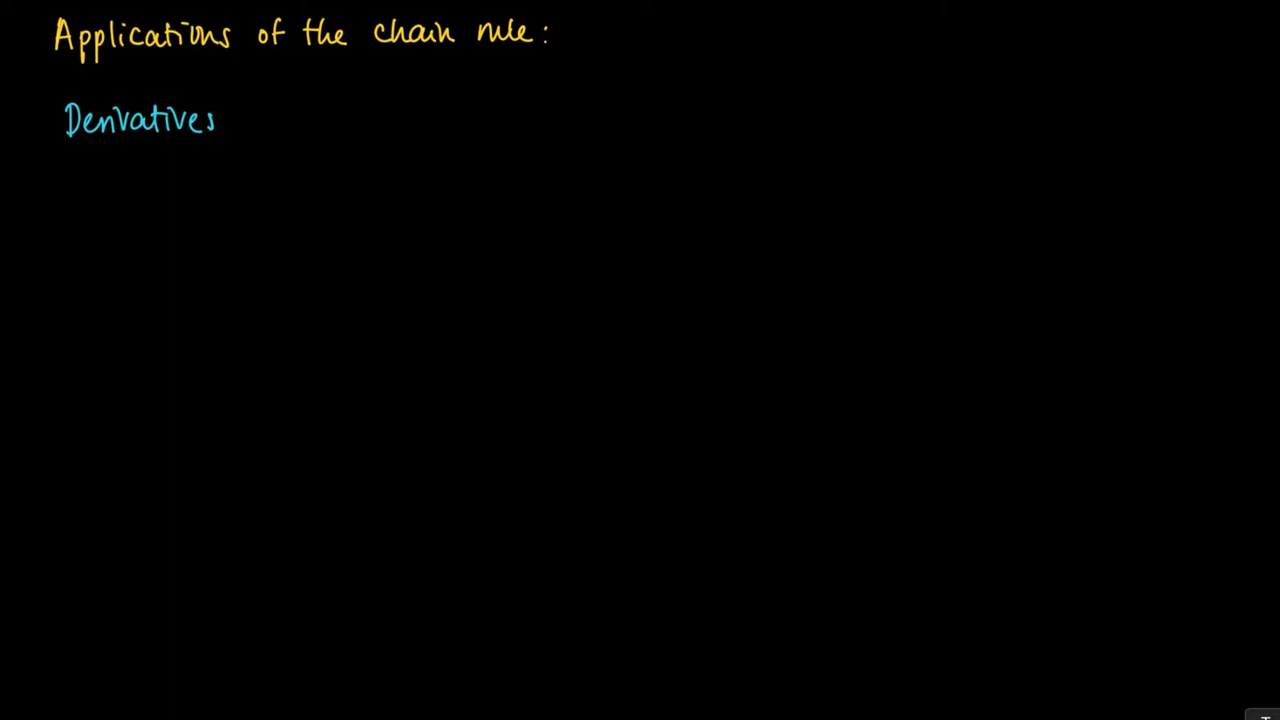 Applications of the chain rule:
Derivatives